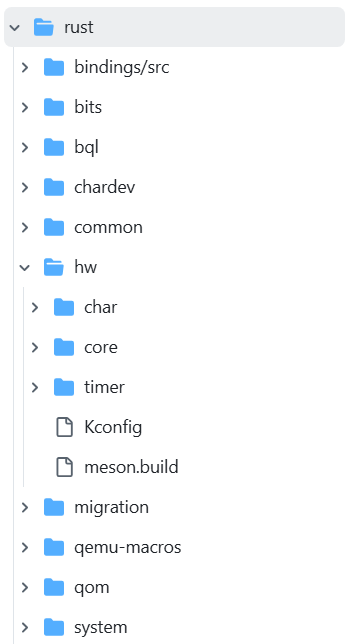 rust
bindings/src
bits
bql
chardev
common
hw
char
core
timer
Kconfig
meson.build
migration
qemu-macros
qom
system